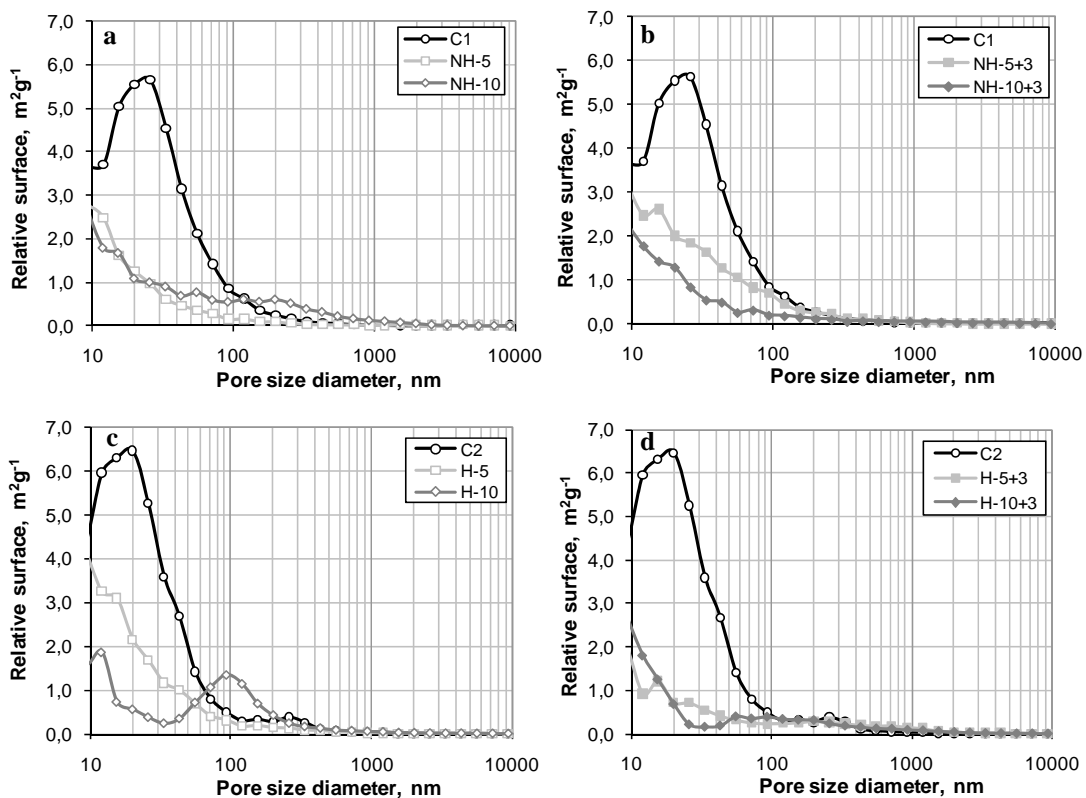 a
7,0
6,0
5,0
4,0
3,0
2,0
1,0
0,0
Relative surface, m²g⁻¹
C1
NH-5
NH-10
10 100 1000 10000
Pore size diameter, nm
b
7,0
6,0
5,0
4,0
3,0
2,0
1,0
0,0
Relative surface, m²g⁻¹
C1
NH-5+3
NH-10+3
10 100 1000 10000
Pore size diameter, nm
c
7,0
6,0
5,0
4,0
3,0
2,0
1,0
0,0
Relative surface, m²g⁻¹
C2
H-5
H-10
10 100 1000 10000
Pore size diameter, nm
d
7,0
6,0
5,0
4,0
3,0
2,0
1,0
0,0
Relative surface, m²g⁻¹
C2
H-5+3
H-10+3
10 100 1000 10000
Pore size diameter, nm